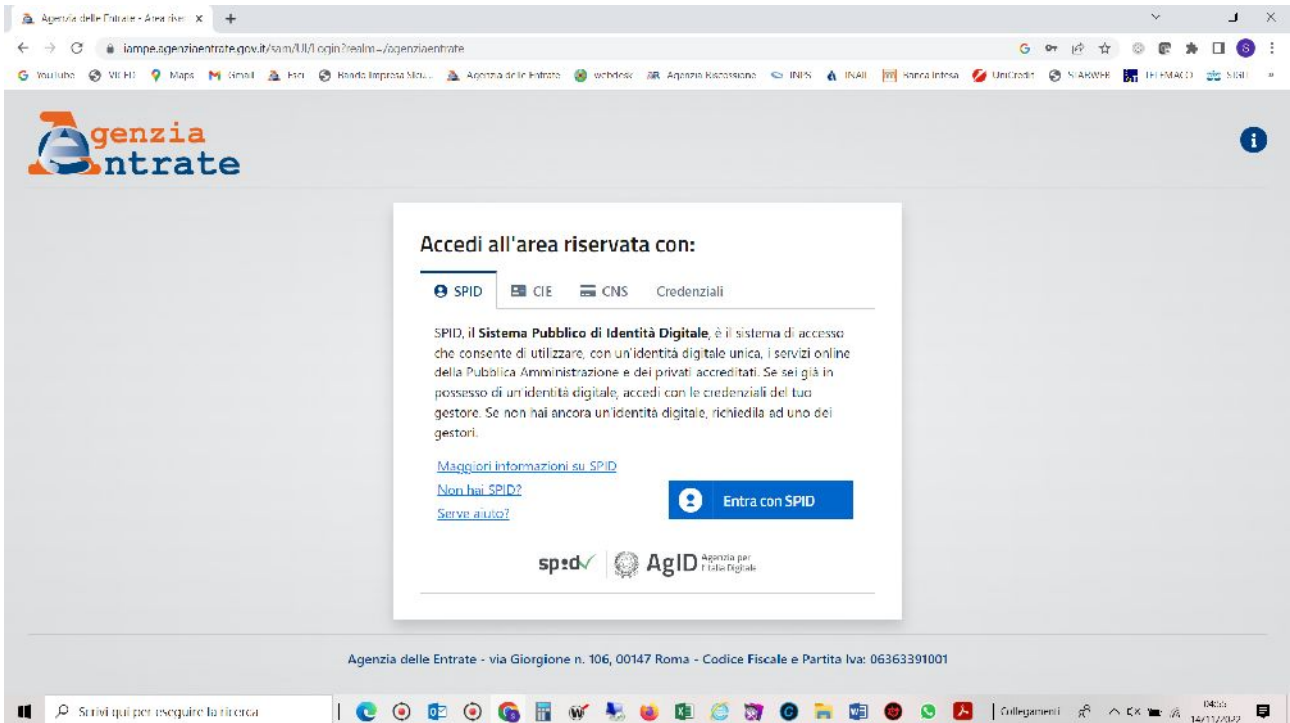 Agenzia delle Entrate - Area riser
iampe.agenziaentrate.gov.it/sam/UI/Login?realm=/agenziaentrate
YouTube Maps Gmail Esci Agenzia delle Entrate webdesk Agenzia Riscossione INPS INAIL Banca Intesa UniCredit STARWEB TELEMACO
genzia
ntrate
Accedi all'area riservata con:
SPID CIE CNS Credenziali
SPID, il Sistema Pubblico di Identità Digitale, è il sistema di accesso
che consente di utilizzare, con un'identità digitale unica, i servizi online
della Pubblica Amministrazione e dei privati accreditati. Se sei già in
possesso di un'identità digitale, accedi con le credenziali del tuo
gestore. Se non hai ancora un'identità digitale, richiedila ad uno dei
gestori.
Maggiori informazioni su SPID
Non hai SPID?
Serve aiuto?
Entra con SPID
spid AgID Agenzia per
l'Italia Digitale
Agenzia delle Entrate - via Giorgione n. 106, 00147 Roma - Codice Fiscale e Partita Iva: 06363391001
Scrivi qui per eseguire la ricerca
Collegamenti
14/11/2022